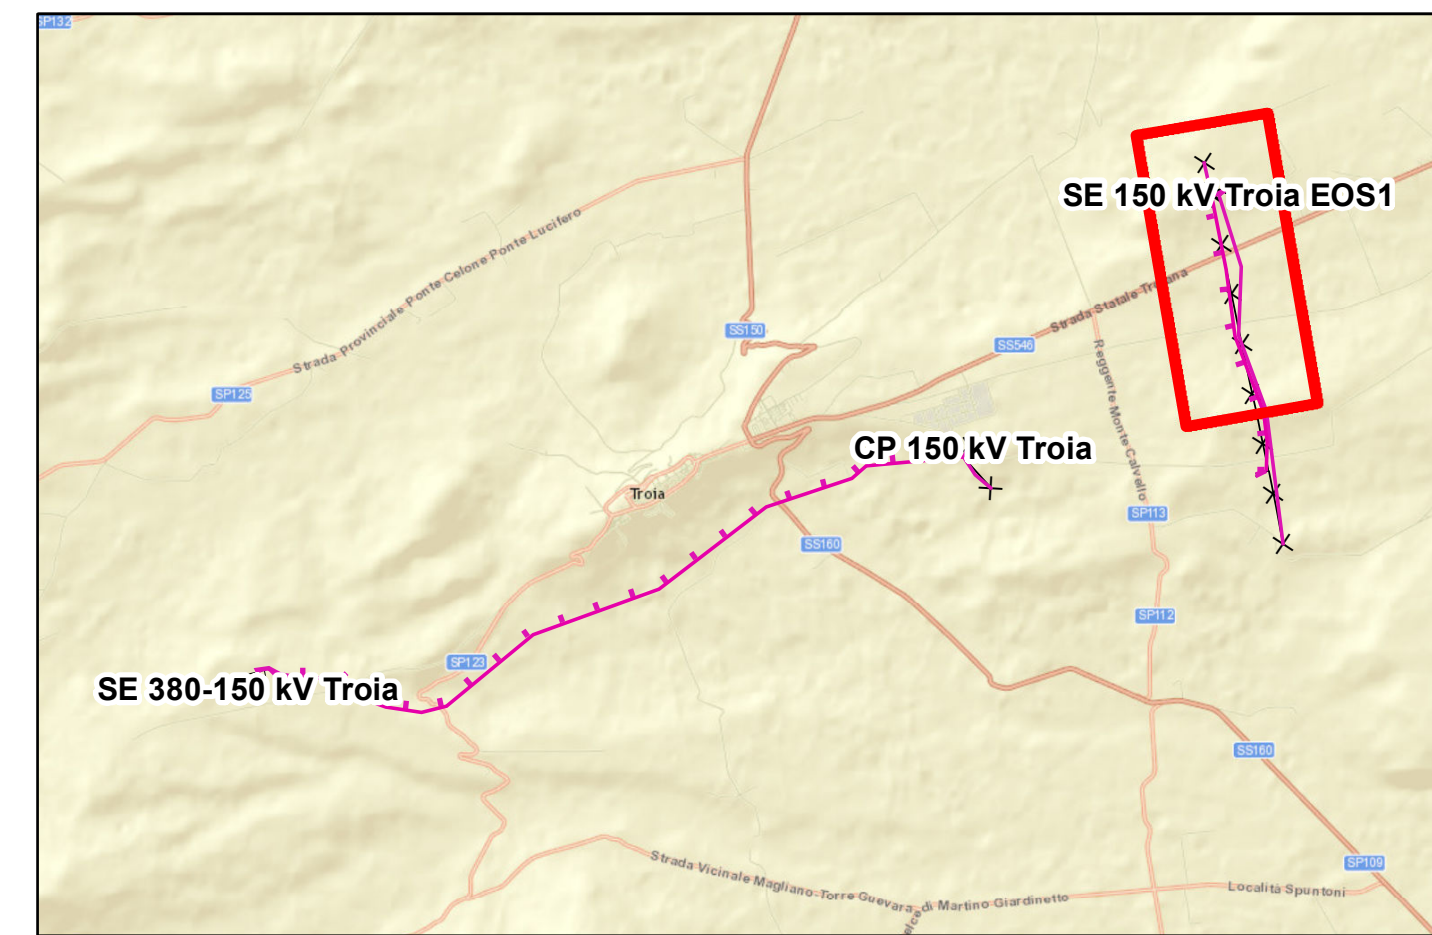 SP132
SE 150 kV Troia EOS1
Strada Provinciale Ponte Celone Ponte Lucifero
Strada Statale Troiana
SS150
SS546
SP125
Reggente Monte Calvello
CP 150 kV Troia
Troia
SP113
SS160
SP112
SP123
SE 380-150 kV Troia
SS160
SP109
Strada Vicinale Magliano-Torre Guevara di Martino Giardinetto
Località Spuntoni